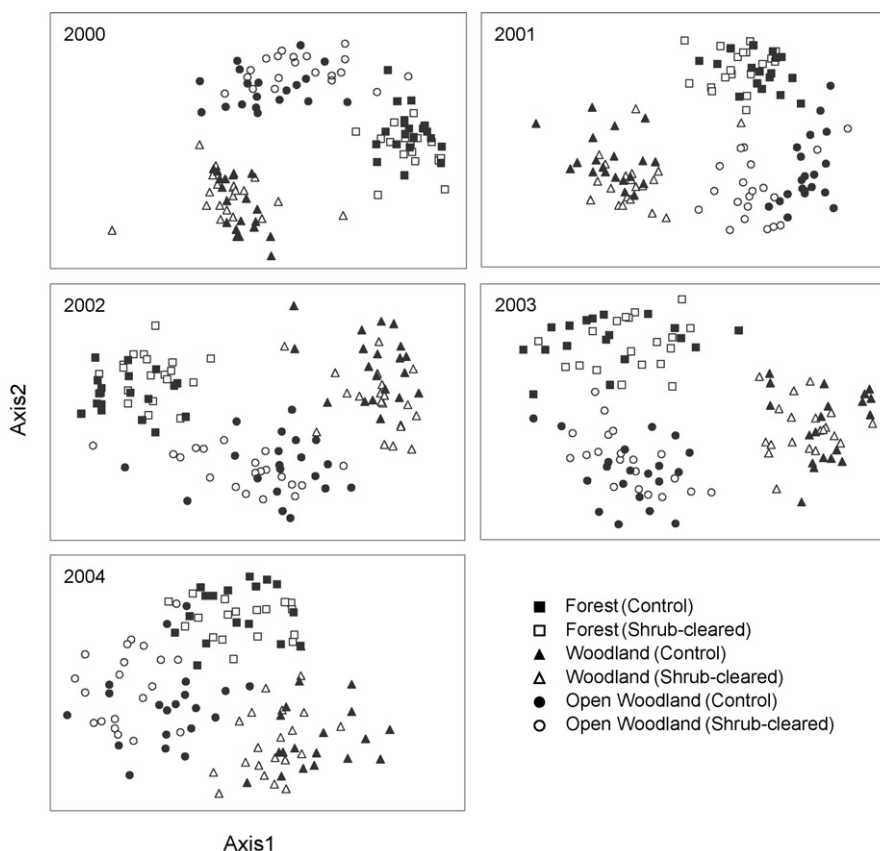 2000
2001
2002
2003
2004
Axis2
Axis1
Forest (Control)
Forest (Shrub-cleared)
Woodland (Control)
Woodland (Shrub-cleared)
Open Woodland (Control)
Open Woodland (Shrub-cleared)